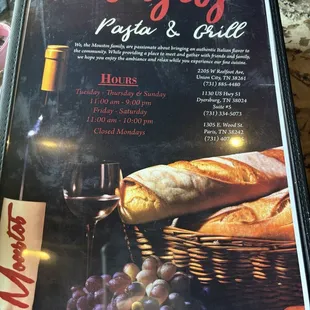 Pasta & Grill
We, the Moustos family, are passionate about bringing an authentic Italian flavor to
the community. While providing a place to meet and gather with friends and family,
we hope you enjoy the ambiance and relax while you experience our fine cuisine.
HOURS
Tuesday - Thursday & Sunday
11:00 am - 9:00 pm
Friday - Saturday
11:00 am - 10:00 pm
Closed Mondays
2205 W Reelfoot Ave,
Union City, TN 38261
(731) 885-4480
1130 US Hwy 51
Dyersburg, TN 38024
Suite #5
(731) 334-5073
1305 E. Wood St.
Paris, TN 38242
(731) 407